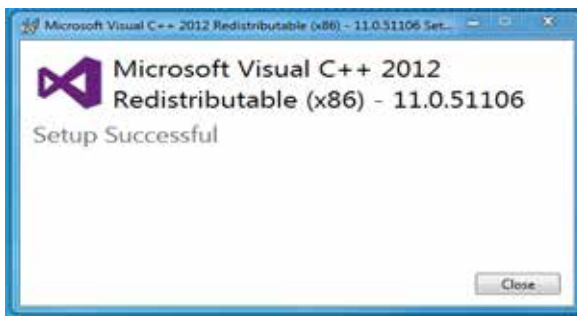 Microsoft Visual C++ 2012 Redistributable (x86) - 11.0.51106 Set...
Microsoft Visual C++ 2012
Redistributable (x86) - 11.0.51106
Setup Successful
Close